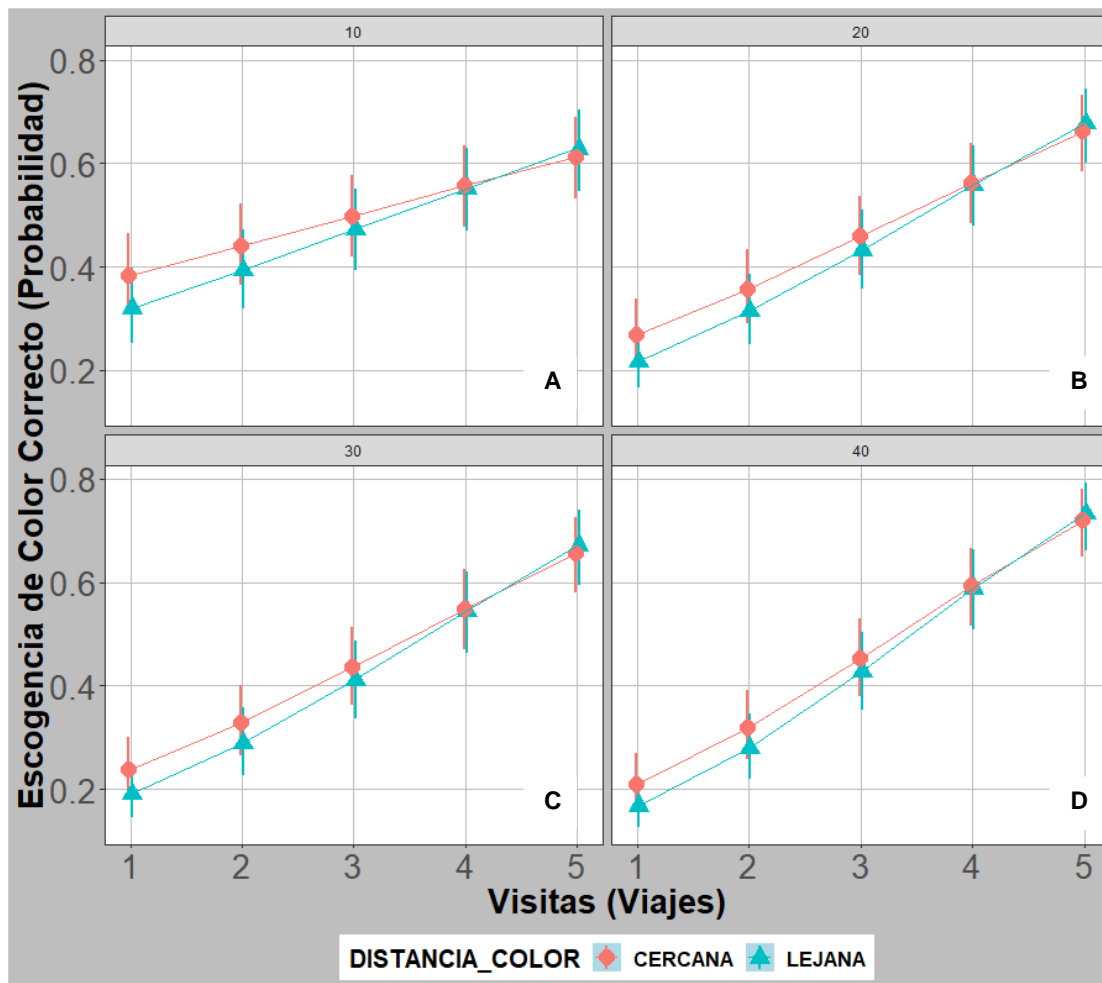 10 20
0.8
0.6
0.4
0.2
A B
30 40
0.8
0.6
0.4
0.2
C D
1 2 3 4 5 1 2 3 4 5
Escogencia de Color Correcto (Probabilidad)
Visitas (Viajes)
DISTANCIA_COLOR CERCANA LEJANA